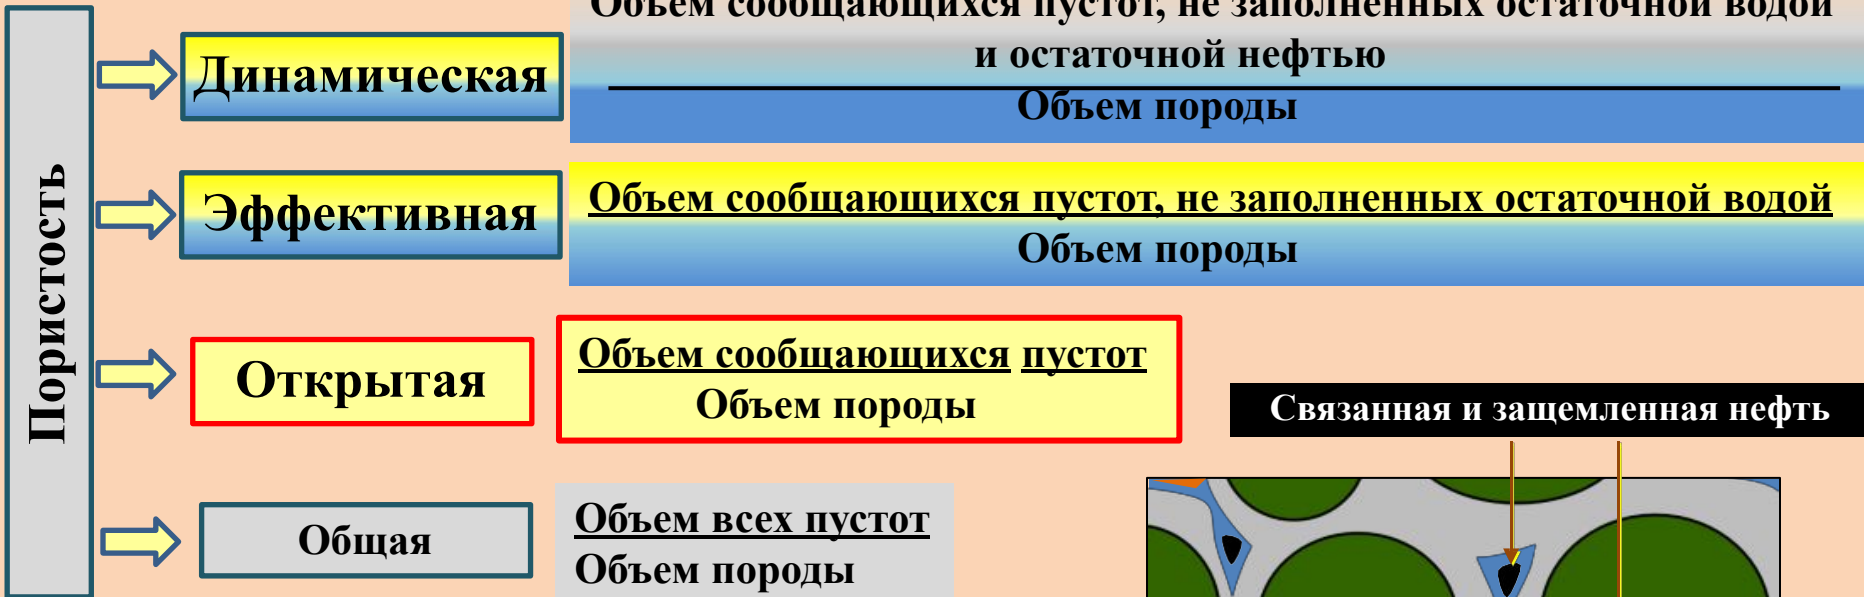 Пористость
Динамическая
Объем сообщающихся пустот, не заполненных остаточной водой
и остаточной нефтью
Объем породы
Эффективная
Объем сообщающихся пустот, не заполненных остаточной водой
Объем породы
Открытая
Объем сообщающихся пустот
Объем породы
Общая
Объем всех пустот
Объем породы
Связанная и защемленная нефть